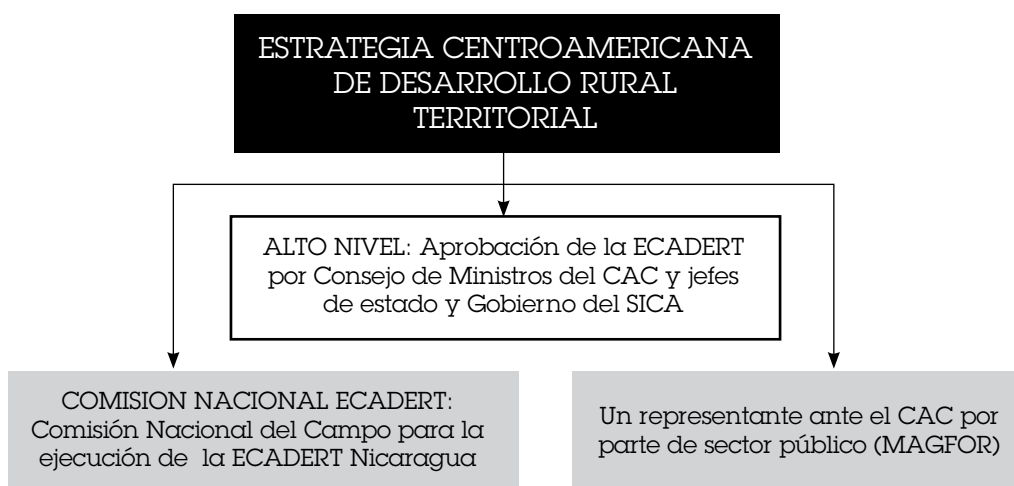 ESTRATEGIA CENTROAMERICANA
DE DESARROLLO RURAL
TERRITORIAL
ALTO NIVEL: Aprobación de la ECADERT
por Consejo de Ministros del CAC y jefes
de estado y Gobierno del SICA
COMISION NACIONAL ECADERT:
Comisión Nacional del Campo para la
ejecución de la ECADERT Nicaragua
Un representante ante el CAC por
parte de sector público (MAGFOR)